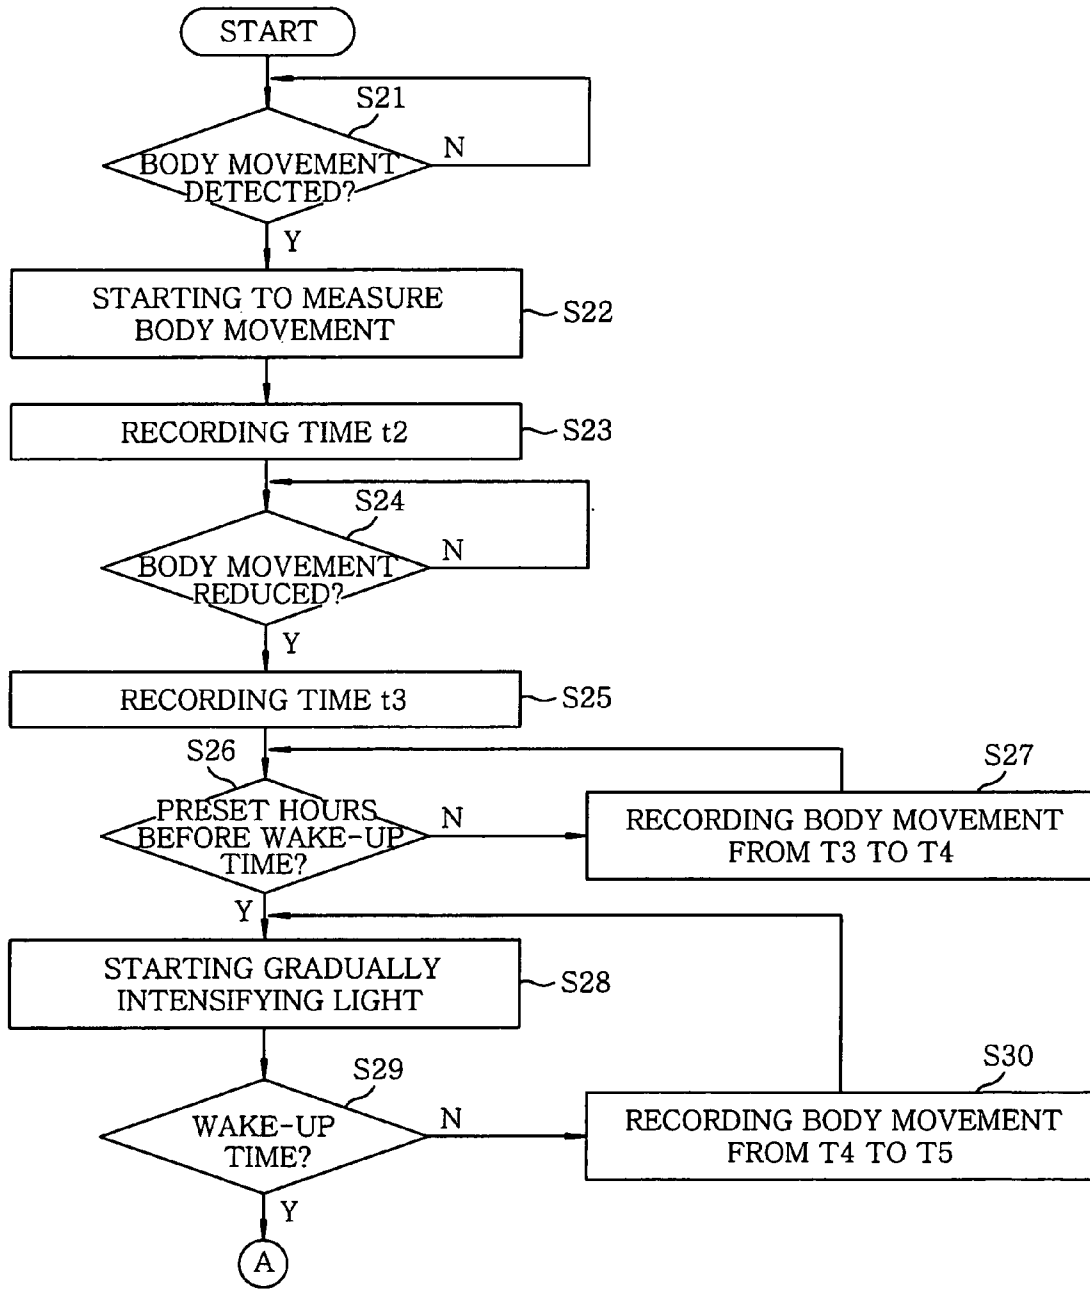 START
S21
BODY MOVEMENT
DETECTED?
N
Y
STARTING TO MEASURE
BODY MOVEMENT
S22
RECORDING TIME t2
S23
S24
BODY MOVEMENT
REDUCED?
N
Y
RECORDING TIME t3
S25
S26
PRESET HOURS
BEFORE WAKE-UP
TIME?
N
S27
RECORDING BODY MOVEMENT
FROM T3 TO T4
Y
STARTING GRADUALLY
INTENSIFYING LIGHT
S28
S29
WAKE-UP
TIME?
N
S30
RECORDING BODY MOVEMENT
FROM T4 TO T5
Y
A